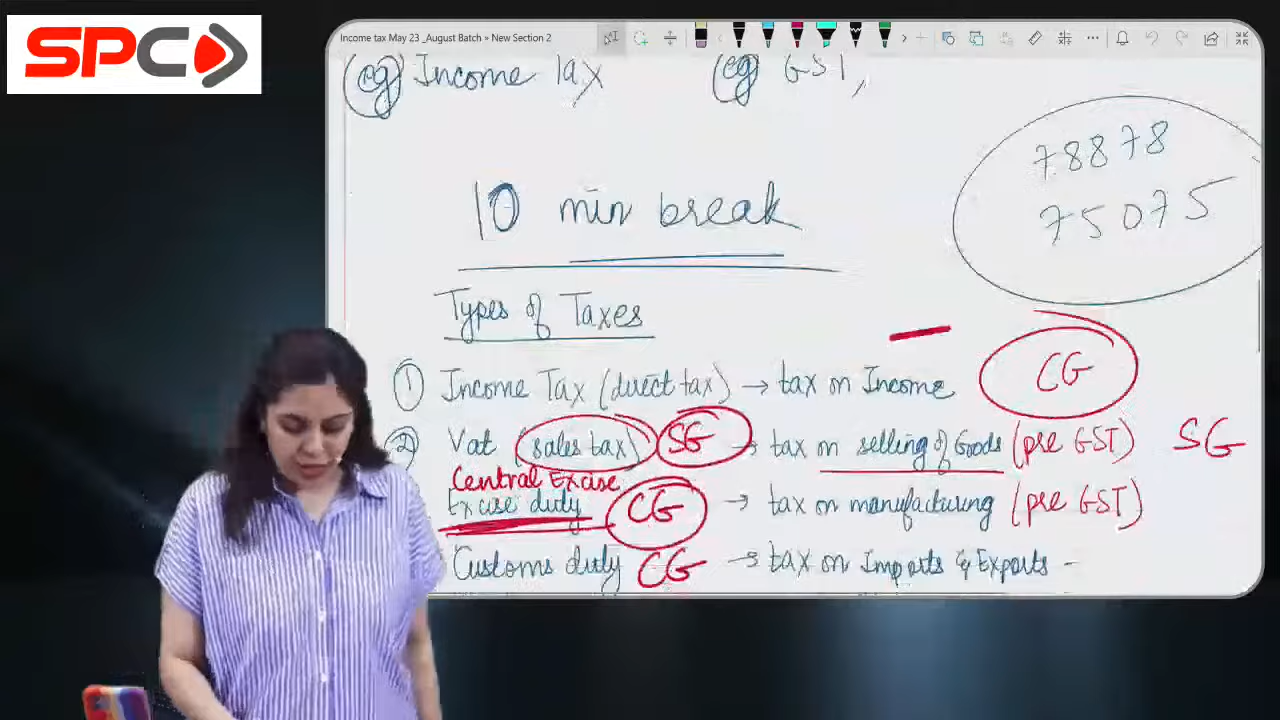 SPC
Income tax May 23 _August Batch » New Section 2
(eg) Income Tax (eg) GST,
78878
75075
10 min break
Types of Taxes
① Income Tax (direct tax) → tax on Income CG
② Vat (sales tax) SG → tax on selling of Goods (pre GST) SG
Central Excise
Excise duty CG → tax on manufacturing (pre GST)
Customs duty CG → tax on Imports & Exports -